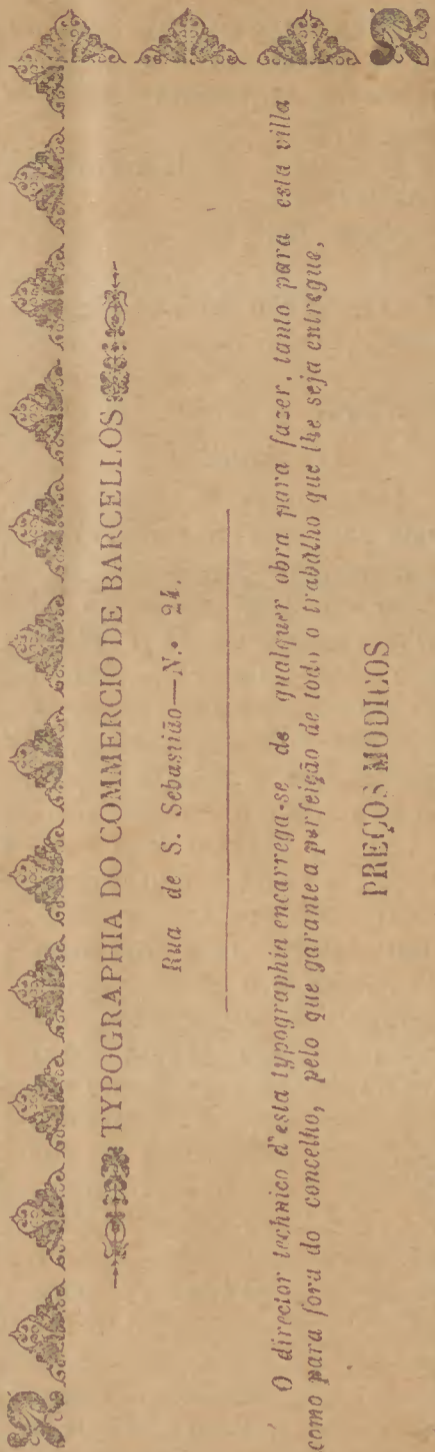 TYPOGRAPHIA DO COMMERCIO DE BARCELLOS
Rua de S. Sebastião—N.º 24.
O director technico d'esta typographia encarrega-se de qualquer obra para fazer, tanto para esta villa
como para fora do concelho, pelo que garante a perfeição de todo o trabalho que lhe seja entregue,
PREÇOS MODICOS